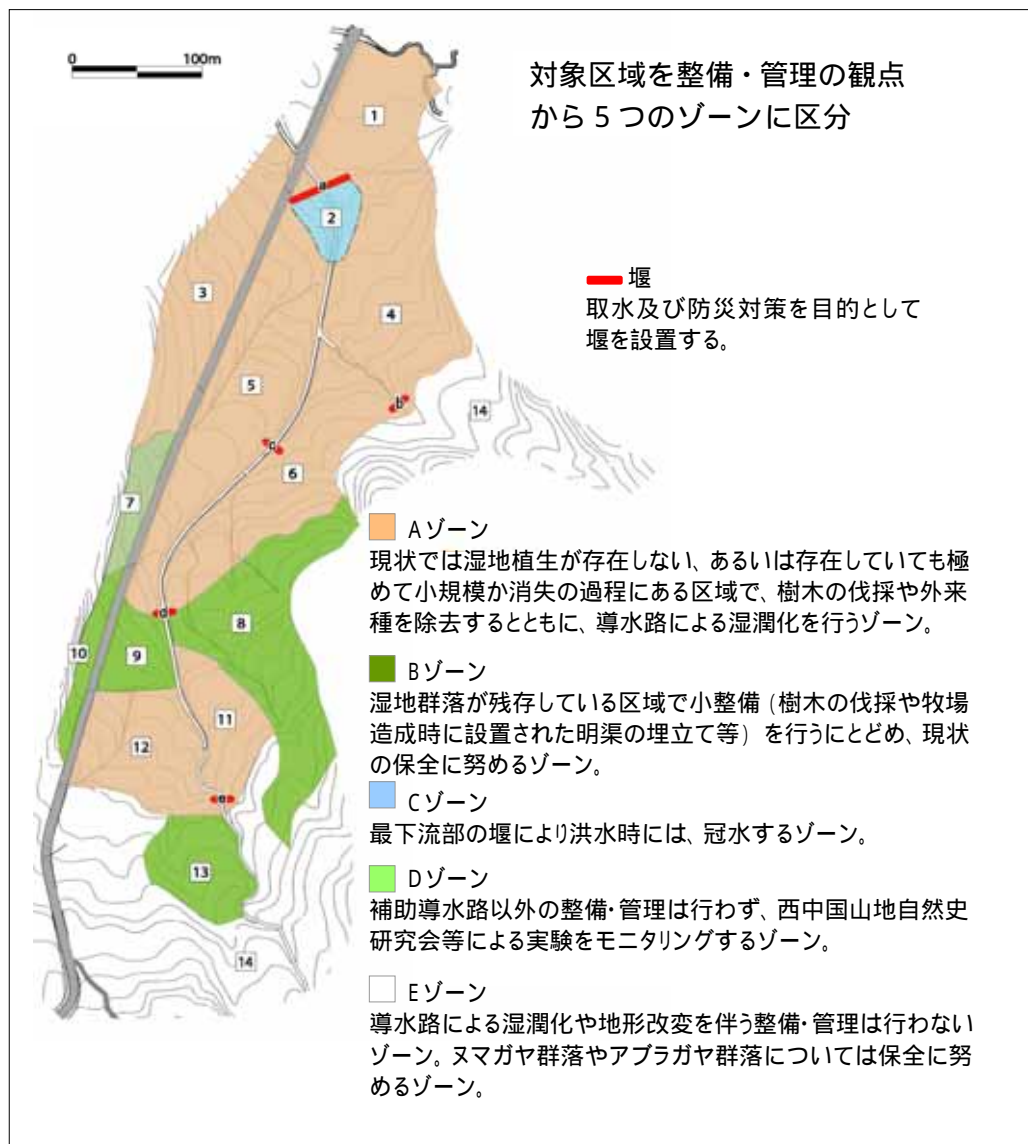 0 100m
対象区域を整備・管理の観点
から5つのゾーンに区分
1
a
2
堰
取水及び防災対策を目的として
堰を設置する。
3
4
5
b
14
c
6
7
Aゾーン
現状では湿地植生が存在しない、あるいは存在していても極
めて小規模か消失の過程にある区域で、樹木の伐採や外来
種を除去するとともに、導水路による湿潤化を行うゾーン。
d
8
9
10
Bゾーン
湿地群落が残存している区域で小整備(樹木の伐採や牧場
造成時に設置された明渠の埋立て等)を行うにとどめ、現状
の保全に努めるゾーン。
11
12
e
Cゾーン
最下流部の堰により洪水時には、冠水するゾーン。
13
Dゾーン
補助導水路以外の整備・管理は行わず、西中国山地自然史
研究会等による実験をモニタリングするゾーン。
14
Eゾーン
導水路による湿潤化や地形改変を伴う整備・管理は行わない
ゾーン。ヌマガヤ群落やアブラガヤ群落については保全に努
めるゾーン。